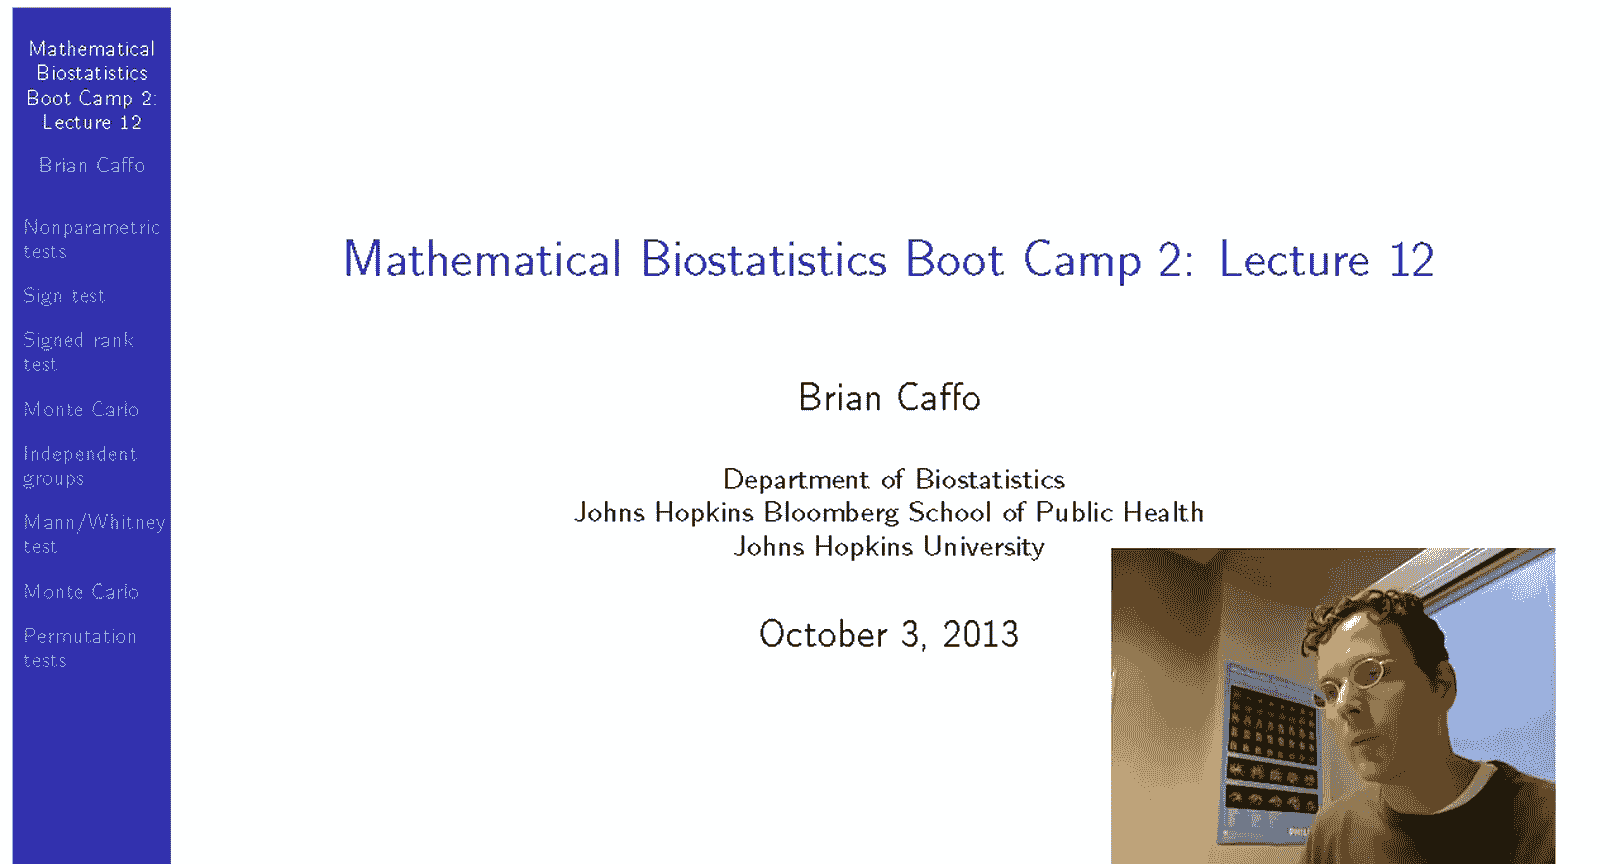 Mathematical
Biostatistics
Boot Camp 2:
Lecture 12
Brian Caffo
Nonparametric
tests
Sign test
Signed rank
test
Monte Carlo
Independent
groups
Mann/Whitney
test
Monte Carlo
Permutation
tests
Mathematical Biostatistics Boot Camp 2: Lecture 12
Brian Caffo
Department of Biostatistics
Johns Hopkins Bloomberg School of Public Health
Johns Hopkins University
October 3, 2013